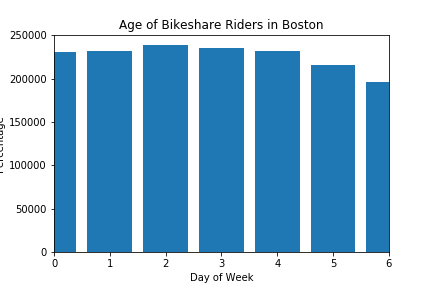 Age of Bikeshare Riders in Boston
250000
200000
150000
100000
50000
0
Percentage
0 1 2 3 4 5 6
Day of Week